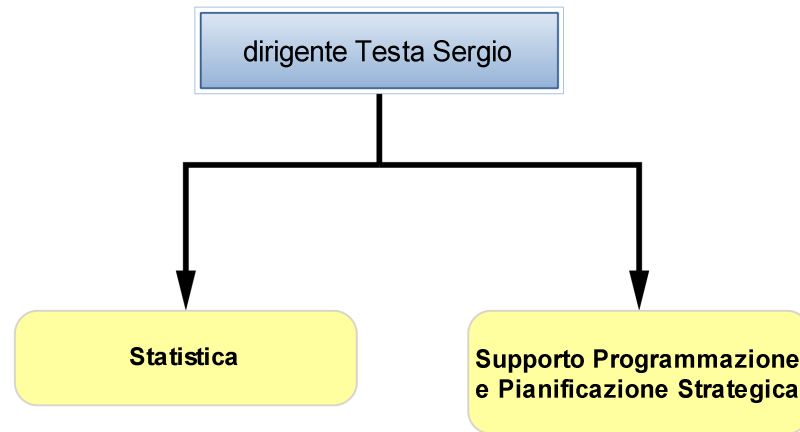 dirigente Testa Sergio
Statistica
Supporto Programmazione
e Pianificazione Strategica